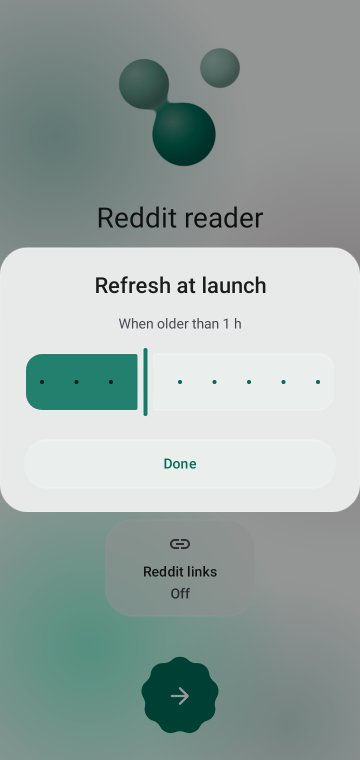 Reddit reader
Refresh at launch
When older than 1 h
Done
Reddit links
Off